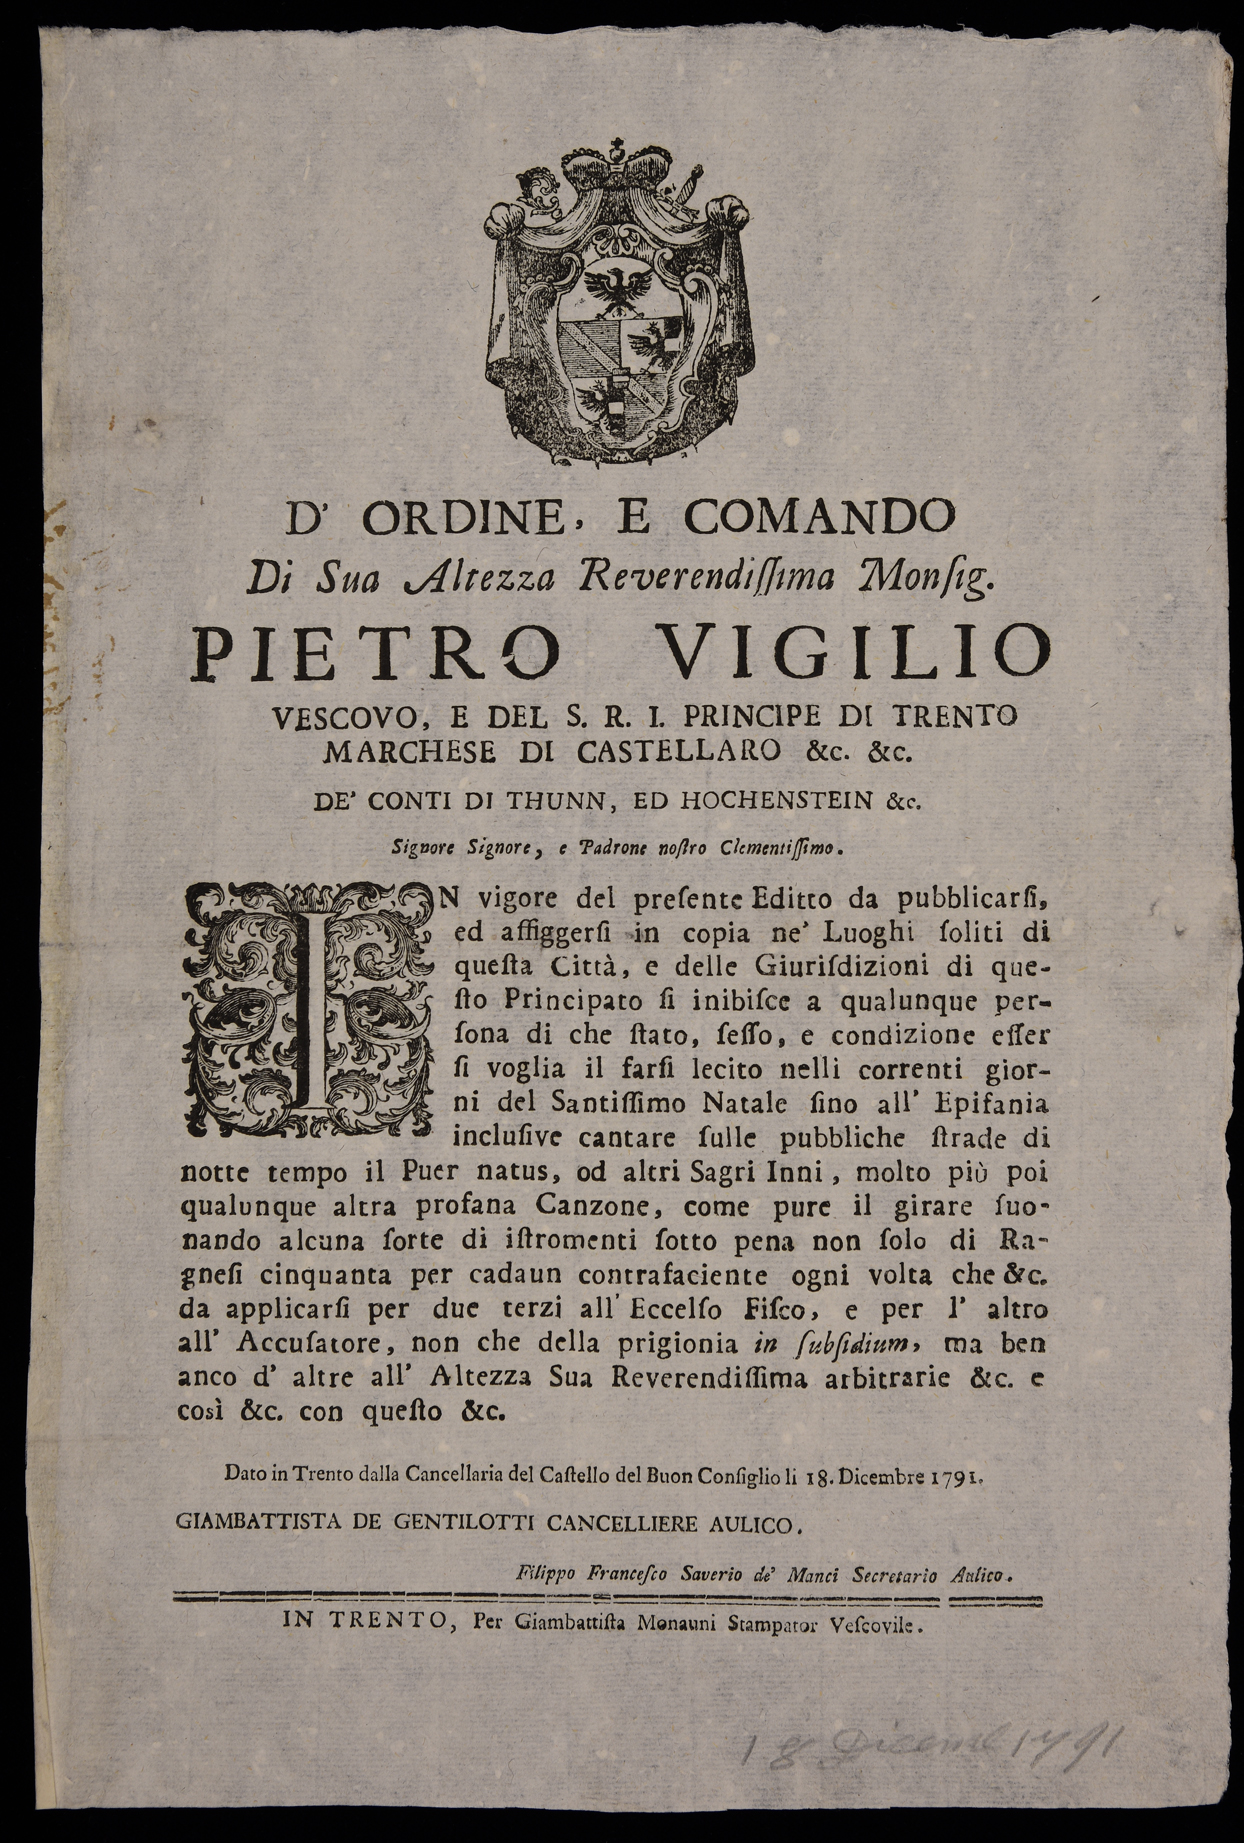 D' ORDINE, E COMANDO
Di Sua Altezza Reverendiſſima Monſig.
PIETRO VIGILIO
VESCOVO, E DEL S. R. I. PRINCIPE DI TRENTO
MARCHESE DI CASTELLARO &c. &c.
DE' CONTI DI THUNN, ED HOCHENSTEIN &c.
Signore Signore, e Padrone noſtro Clementiſſimo.
IN vigore del preſente Editto da pubblicarſi,
ed affiggerſi in copia ne' Luoghi ſoliti di
queſta Città, e delle Giuriſdizioni di que-
ſto Principato ſi inibiſce a qualunque per-
ſona di che ſtato, ſeſſo, e condizione eſſer
ſi voglia il farſi lecito nelli correnti gior-
ni del Santiſſimo Natale ſino all' Epifania
incluſive cantare ſulle pubbliche ſtrade di
notte tempo il Puer natus, od altri Sagri Inni, molto più poi
qualunque altra profana Canzone, come pure il girare ſuo-
nando alcuna ſorte di iſtromenti ſotto pena non ſolo di Ra-
gneſi cinquanta per cadaun contrafaciente ogni volta che &c.
da applicarſi per due terzi all' Eccelſo Fiſco, e per l' altro
all' Accuſatore, non che della prigionia in ſubſidium, ma ben
anco d' altre all' Altezza Sua Reverendiſſima arbitrarie &c. e
così &c. con queſto &c.
Dato in Trento dalla Cancellaria del Caſtello del Buon Conſiglio li 18. Dicembre 1791.
GIAMBATTISTA DE GENTILOTTI CANCELLIERE AULICO.
Filippo Franceſco Saverio de' Manci Secretario Aulico.
IN TRENTO, Per Giambattiſta Monauni Stampator Veſcovile.
18 Dicemb 1791